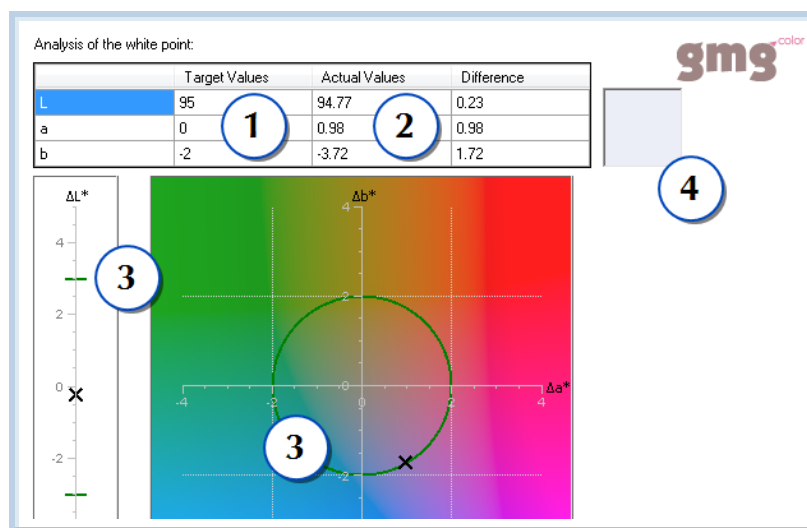 Analysis of the white point:
gmg color
Target Values Actual Values Difference
L 95 94.77 0.23
a 0 0.98 0.98
b -2 -3.72 1.72
1
2
4
ΔL*
4
2
0
-2
3
Δb*
4
2
-4 -2 0 0 2 4 Δa*
-2
3